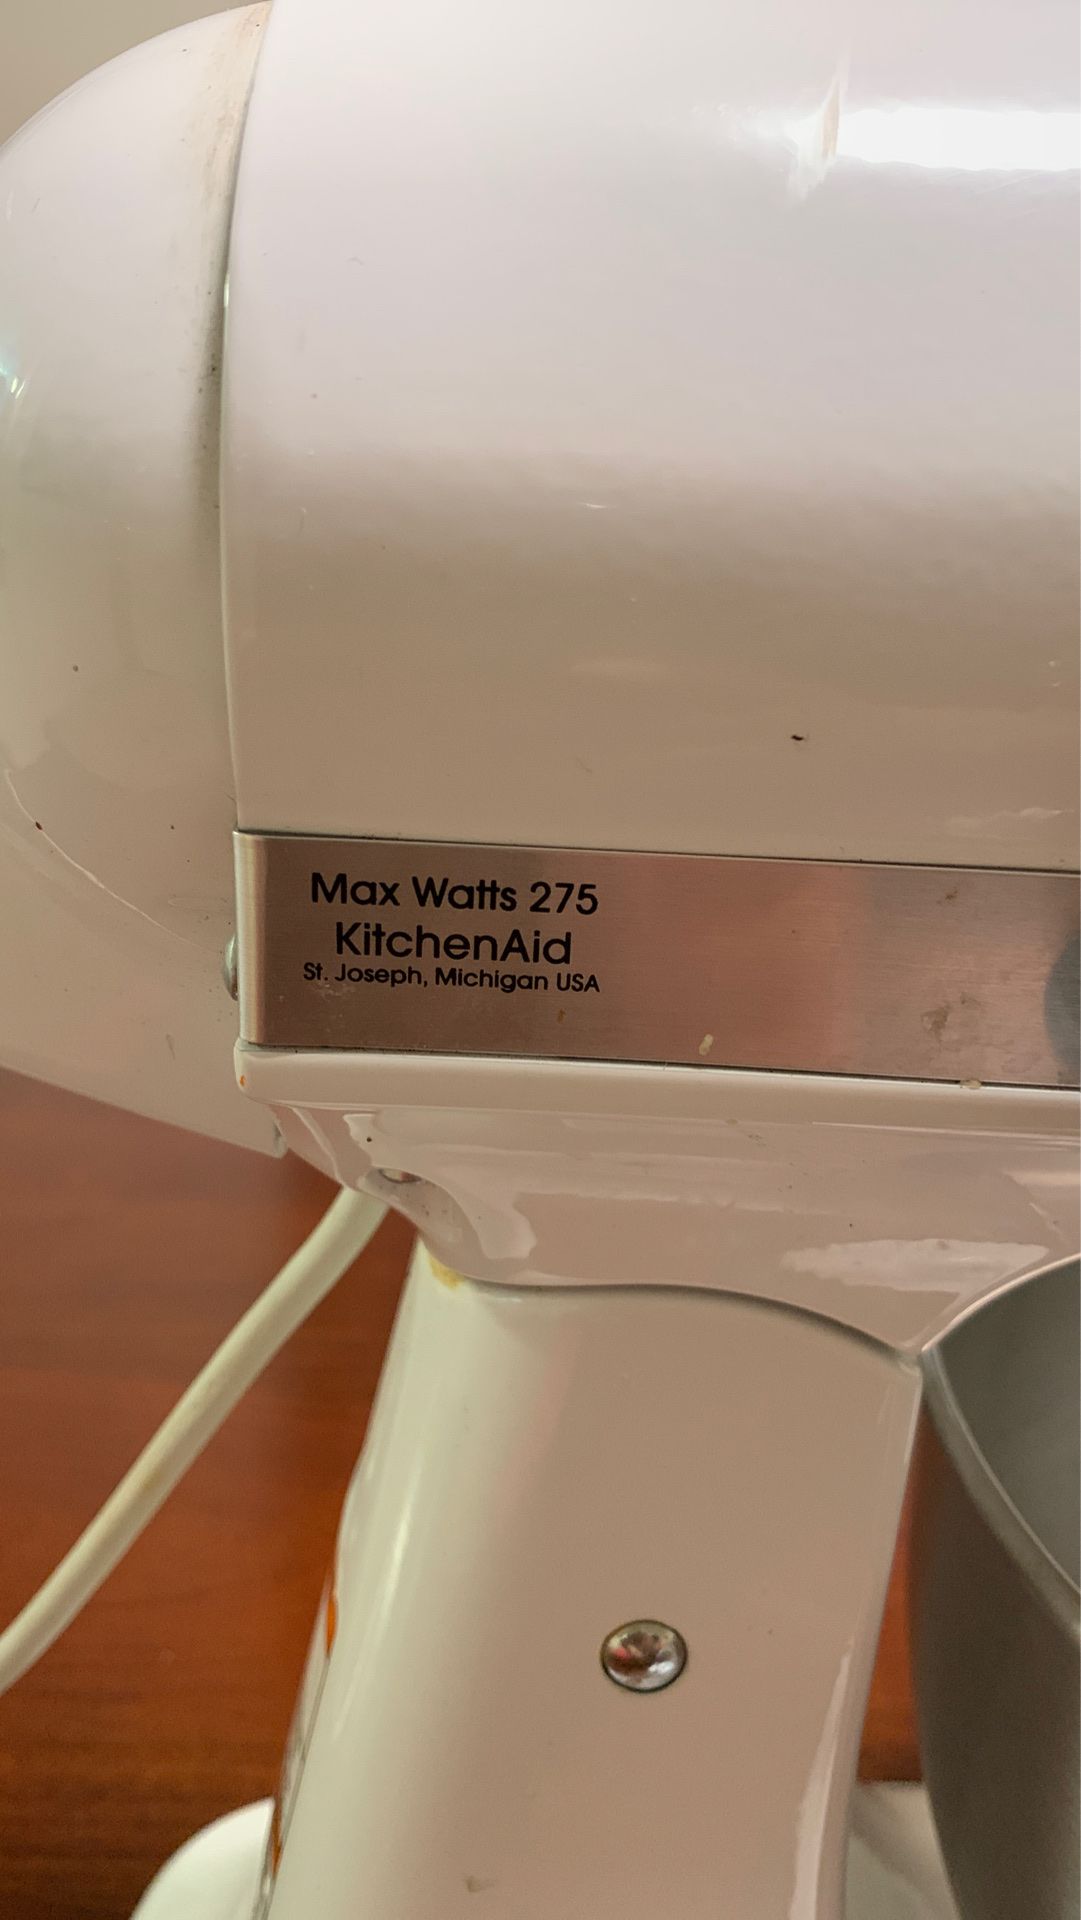 Max Watts 275
KitchenAid
St. Joseph, Michigan USA